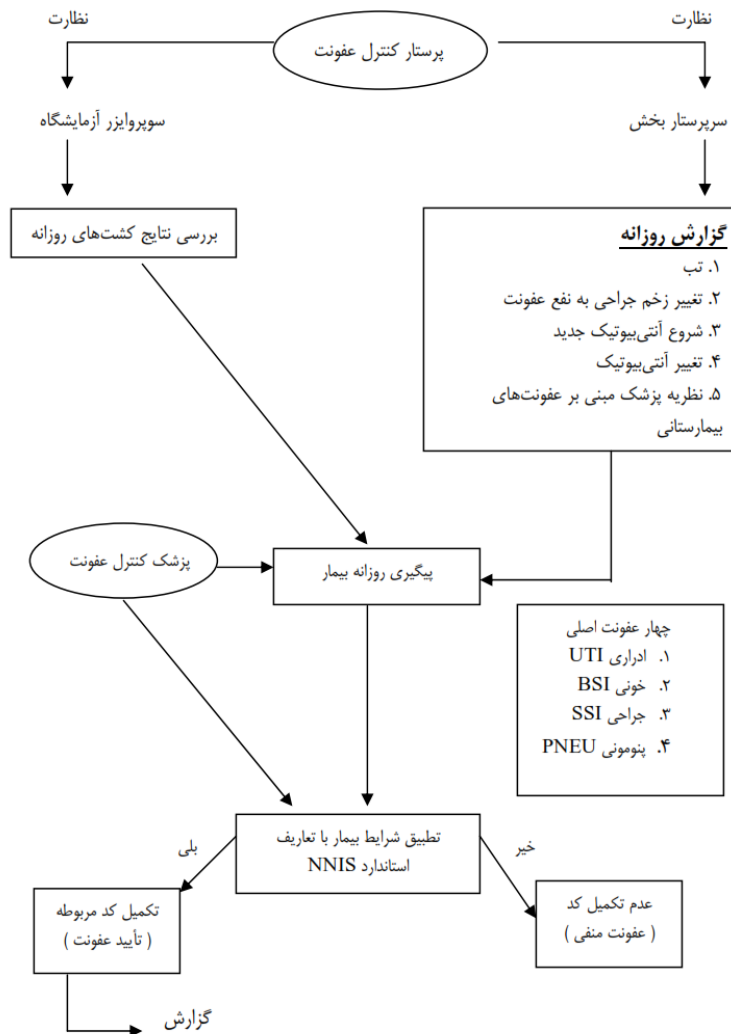 نظارت
نظارت
پرستار کنترل عفونت
سرپرستار بخش
سوپروایزر آزمایشگاه
گزارش روزانه
۱. تب
۲. تغییر زخم جراحی به نفع عفونت
۳. شروع آنتی‌بیوتیک جدید
۴. تغییر آنتی‌بیوتیک
۵. نظریه پزشک مبنی بر عفونت‌های
بیمارستانی
بررسی نتایج کشت‌های روزانه
پزشک کنترل عفونت
پیگیری روزانه بیمار
چهار عفونت اصلی
۱. ادراری UTI
۲. خونی BSI
۳. جراحی SSI
۴. پنومونی PNEU
تطبیق شرایط بیمار با تعاریف
استاندارد NNIS
خیر
بلی
عدم تکمیل کد
( عفونت منفی )
تکمیل کد مربوطه
( تأیید عفونت )
گزارش